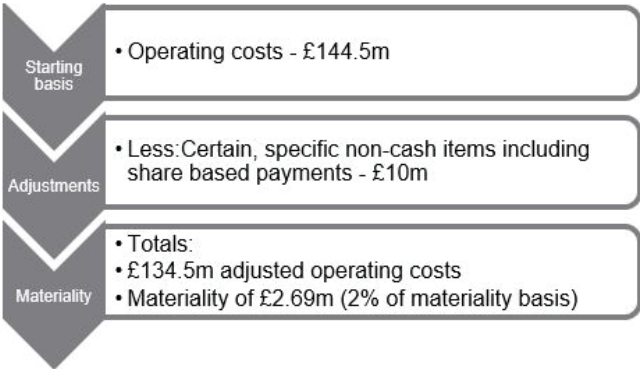 Starting
basis
• Operating costs - £144.5m
Adjustments
• Less:Certain, specific non-cash items including
share based payments - £10m
Materiality
• Totals:
• £134.5m adjusted operating costs
• Materiality of £2.69m (2% of materiality basis)